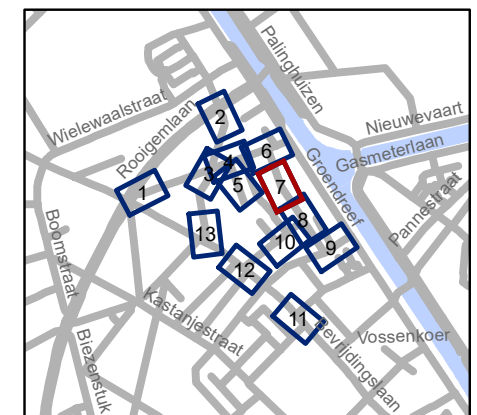 Palinghuizen
Wielewaalstraat
Rooigemlaan
Nieuwevaart
Gasmeterlaan
Groendreef
Pannestraat
Boomstraat
Kastanjestraat
Biezenstuk
Bevrijdingslaan
Vossenkoer
2
6
4
3
5
7
1
8
13
10
9
12
11